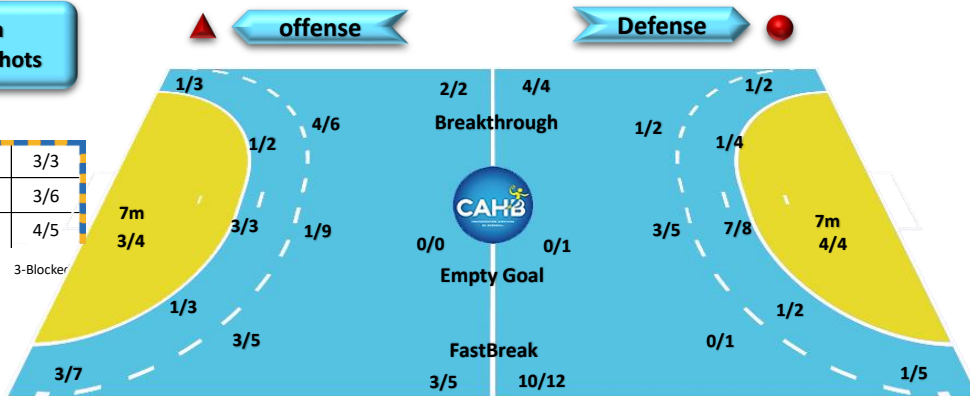 offense
Defense
hots
3/3
3/6
4/5
3-Blocked
1/3
2/2
4/4
1/2
4/6
Breakthrough
1/2
1/2
1/4
CAHB
7m
3/4
3/3
1/9
0/0
0/1
3/5
7/8
7m
4/4
Empty Goal
1/3
1/2
3/5
0/1
FastBreak
3/7
3/5
10/12
1/5